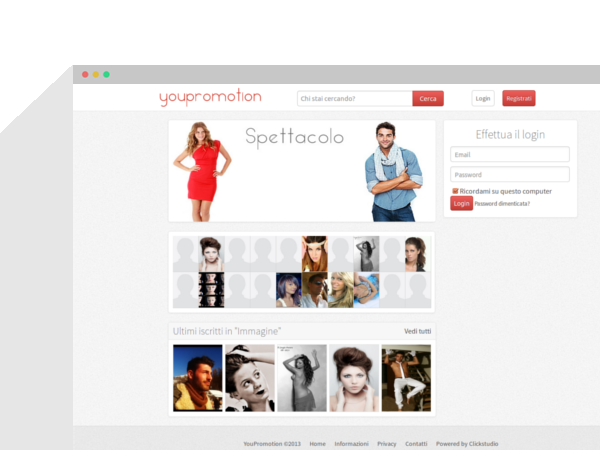 youpromotion
Chi stai cercando?
Cerca
Login
Registrati
Spettacolo
Effettua il login
Email
Password
Ricordami su questo computer
Login
Password dimenticata?
Ultimi iscritti in "Immagine"
Vedi tutti
YouPromotion ©2013 Home Informazioni Privacy Contatti Powered by Clickstudio